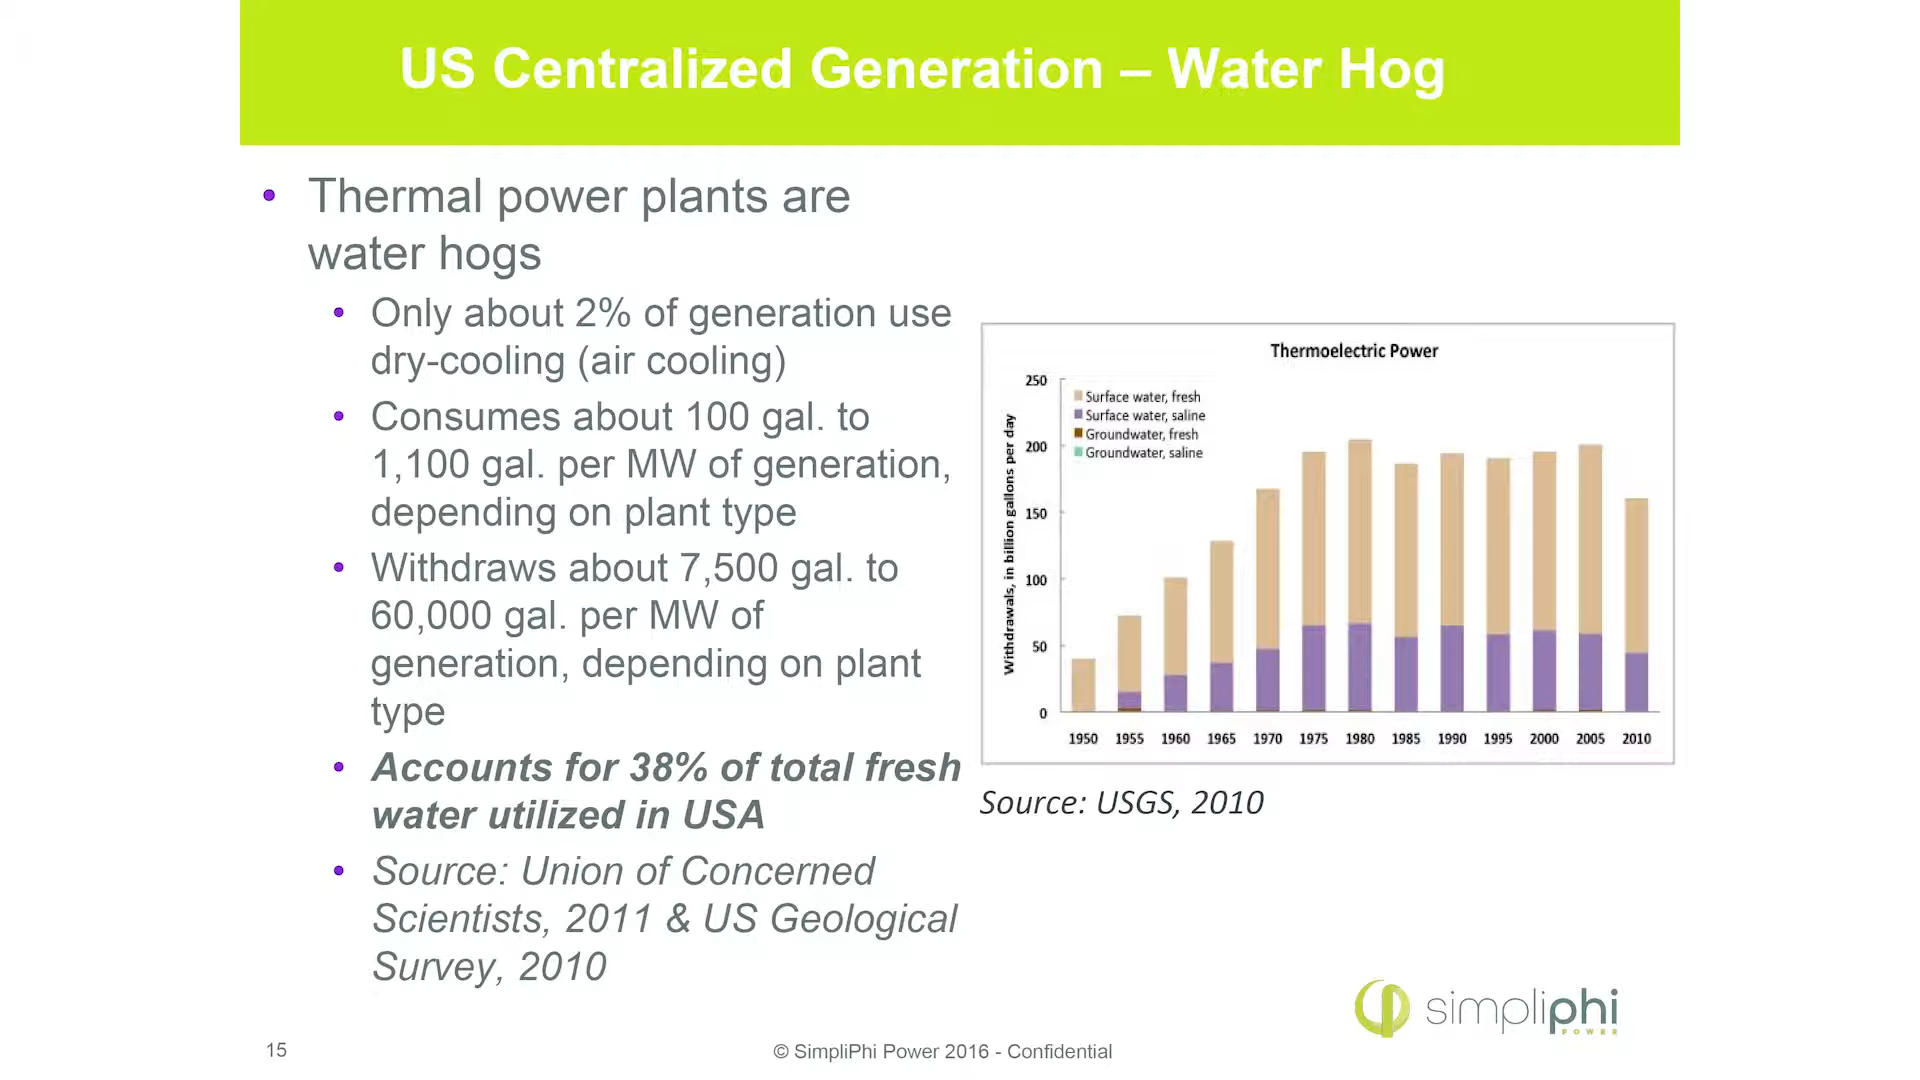 US Centralized Generation – Water Hog
• Thermal power plants are
water hogs
• Only about 2% of generation use
dry-cooling (air cooling)
• Consumes about 100 gal. to
1,100 gal. per MW of generation,
depending on plant type
• Withdraws about 7,500 gal. to
60,000 gal. per MW of
generation, depending on plant
type
• Accounts for 38% of total fresh
water utilized in USA
• Source: Union of Concerned
Scientists, 2011 & US Geological
Survey, 2010
Thermoelectric Power
Withdrawals, in billion gallons per day
250
200
150
100
50
0
Surface water, fresh
Surface water, saline
Groundwater, fresh
Groundwater, saline
1950 1955 1960 1965 1970 1975 1980 1985 1990 1995 2000 2005 2010
Source: USGS, 2010
simpliphi
POWER
15
© SimpliPhi Power 2016 - Confidential